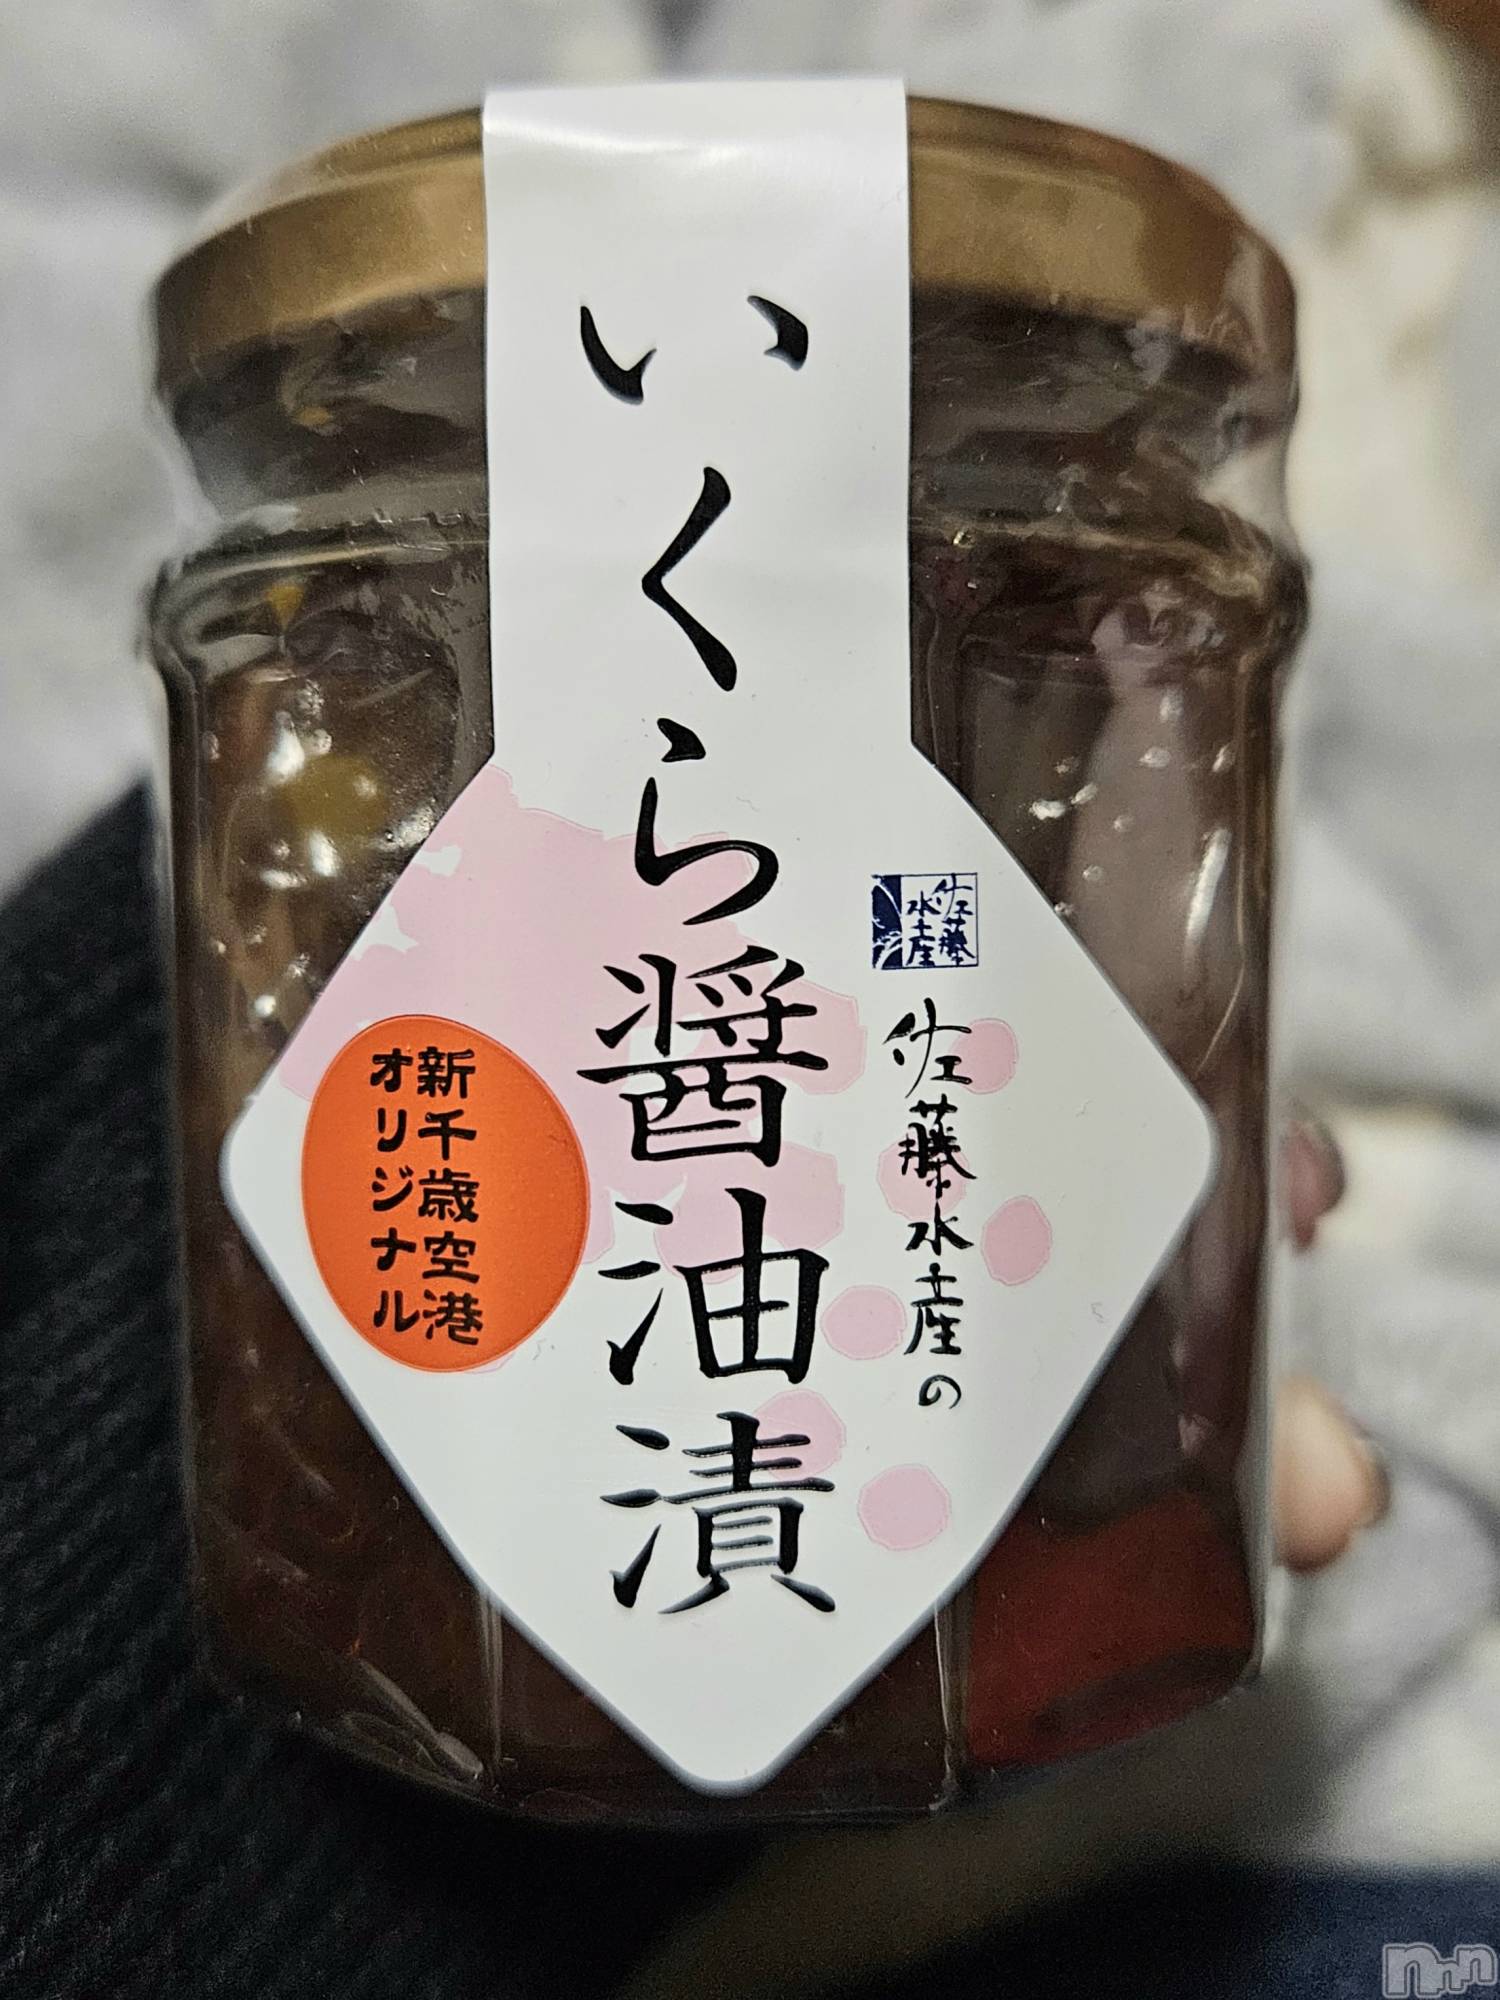 いくら醤油漬
佐藤
水産
佐藤水産の
新千歳空港
オリジナル
nnn